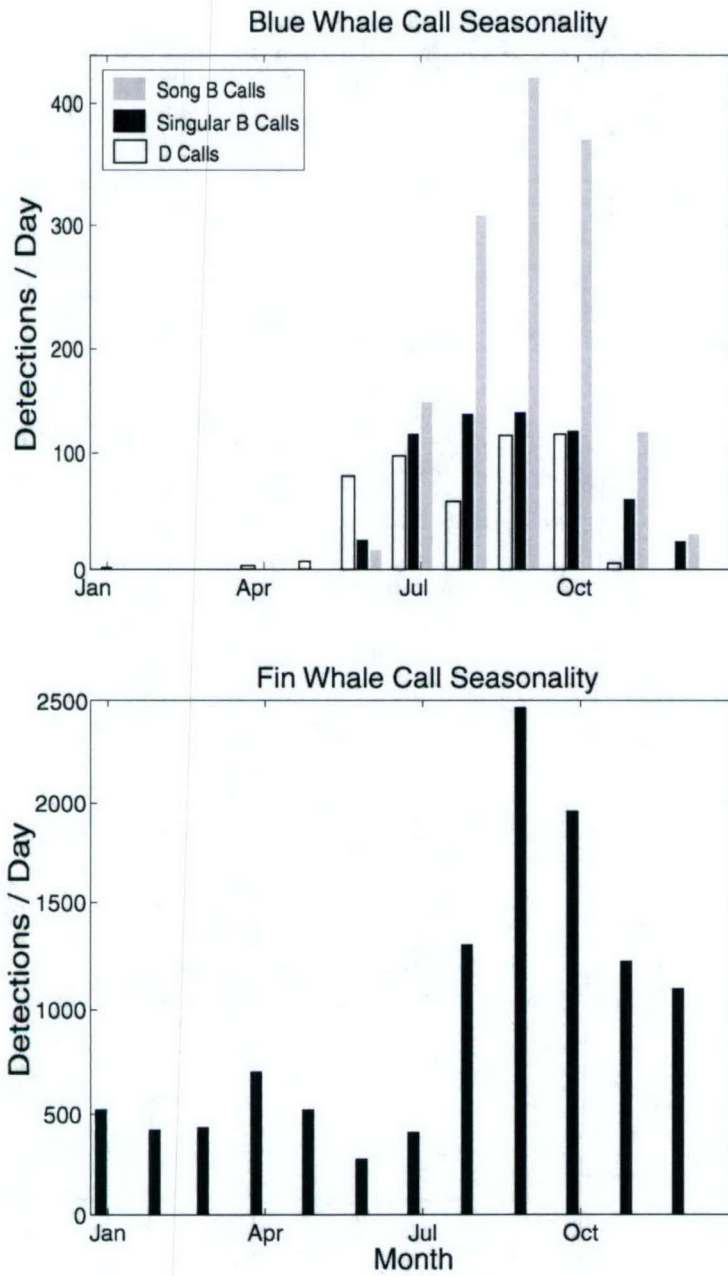 Blue Whale Call Seasonality
Song B Calls
Singular B Calls
D Calls
Detections / Day
400
300
200
100
0
Jan Apr Jul Oct
Fin Whale Call Seasonality
Detections / Day
2500
2000
1500
1000
500
0
Jan Apr Jul Oct
Month